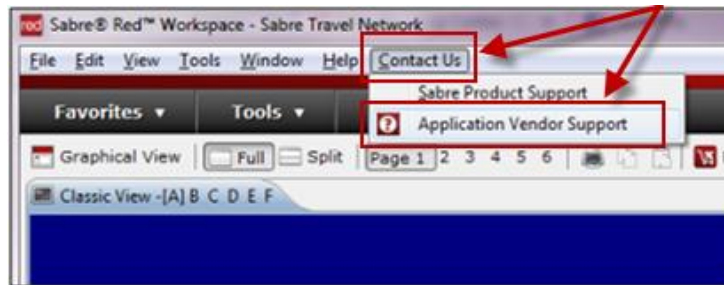 red Sabre® Red™ Workspace - Sabre Travel Network
File Edit View Tools Window Help Contact Us
Sabre Product Support
Favorites ▾ Tools ▾
? Application Vendor Support
Graphical View Full Split Page 1 2 3 4 5 6
Classic View -[A] B C D E F